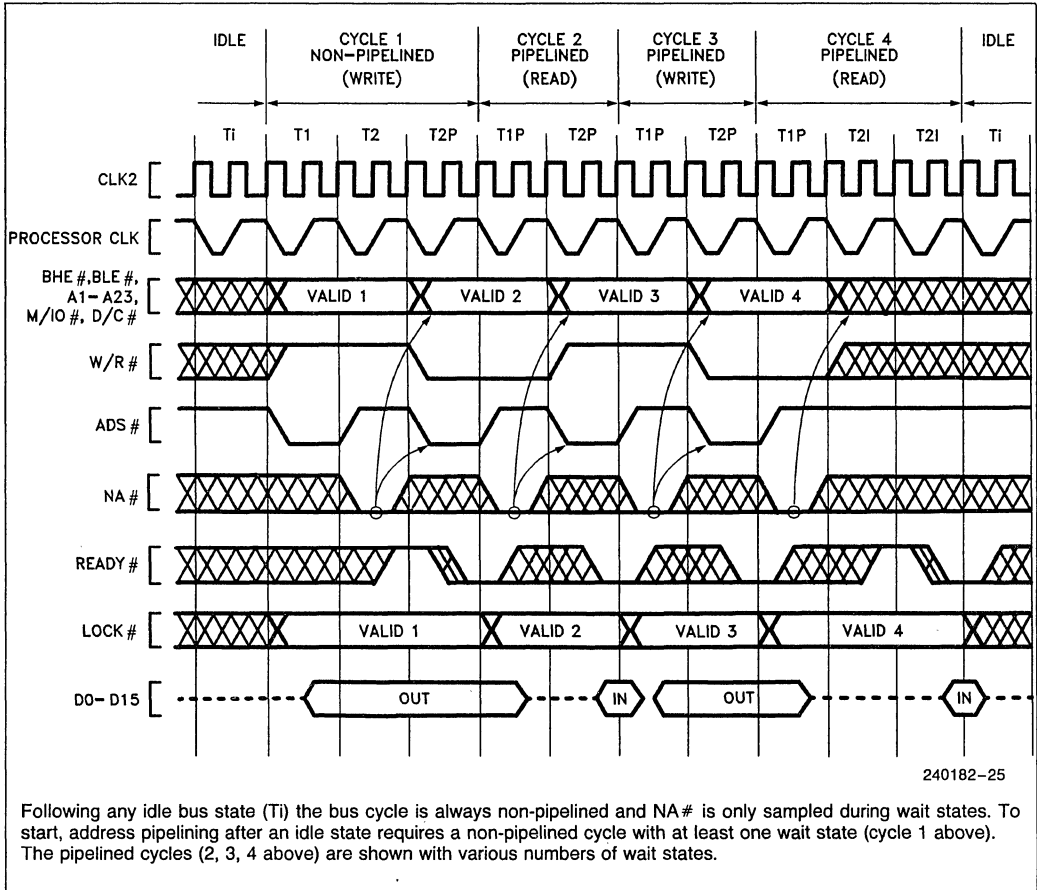 IDLE CYCLE 1 CYCLE 2 CYCLE 3 CYCLE 4 IDLE
NON-PIPELINED PIPELINED PIPELINED PIPELINED
(WRITE) (READ) (WRITE) (READ)
Ti T1 T2 T2P T1P T2P T1P T2P T1P T2I T2I Ti
CLK2
PROCESSOR CLK
BHE #,BLE #,
A1– A23,
M/IO #, D/C #
VALID 1 VALID 2 VALID 3 VALID 4
W/R #
ADS #
NA #
READY #
LOCK # VALID 1 VALID 2 VALID 3 VALID 4
D0– D15 OUT IN OUT IN
240182–25
Following any idle bus state (Ti) the bus cycle is always non-pipelined and NA# is only sampled during wait states. To
start, address pipelining after an idle state requires a non-pipelined cycle with at least one wait state (cycle 1 above).
The pipelined cycles (2, 3, 4 above) are shown with various numbers of wait states.